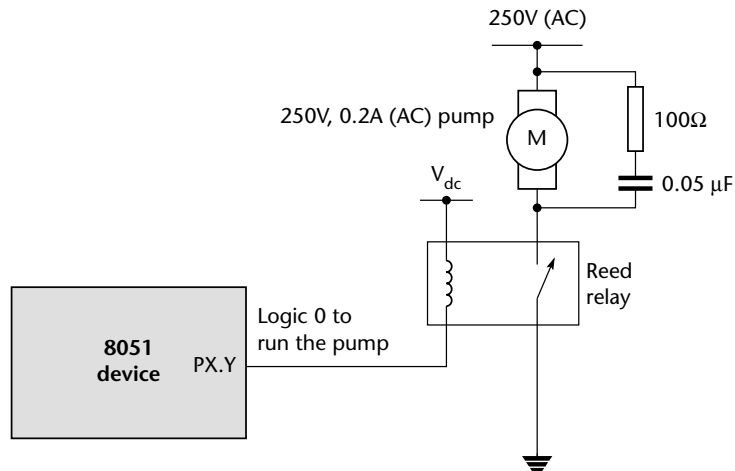 250V (AC)
250V, 0.2A (AC) pump
M
100Ω
0.05 μF
V_dc
Reed
relay
Logic 0 to
run the pump
8051
device
PX.Y